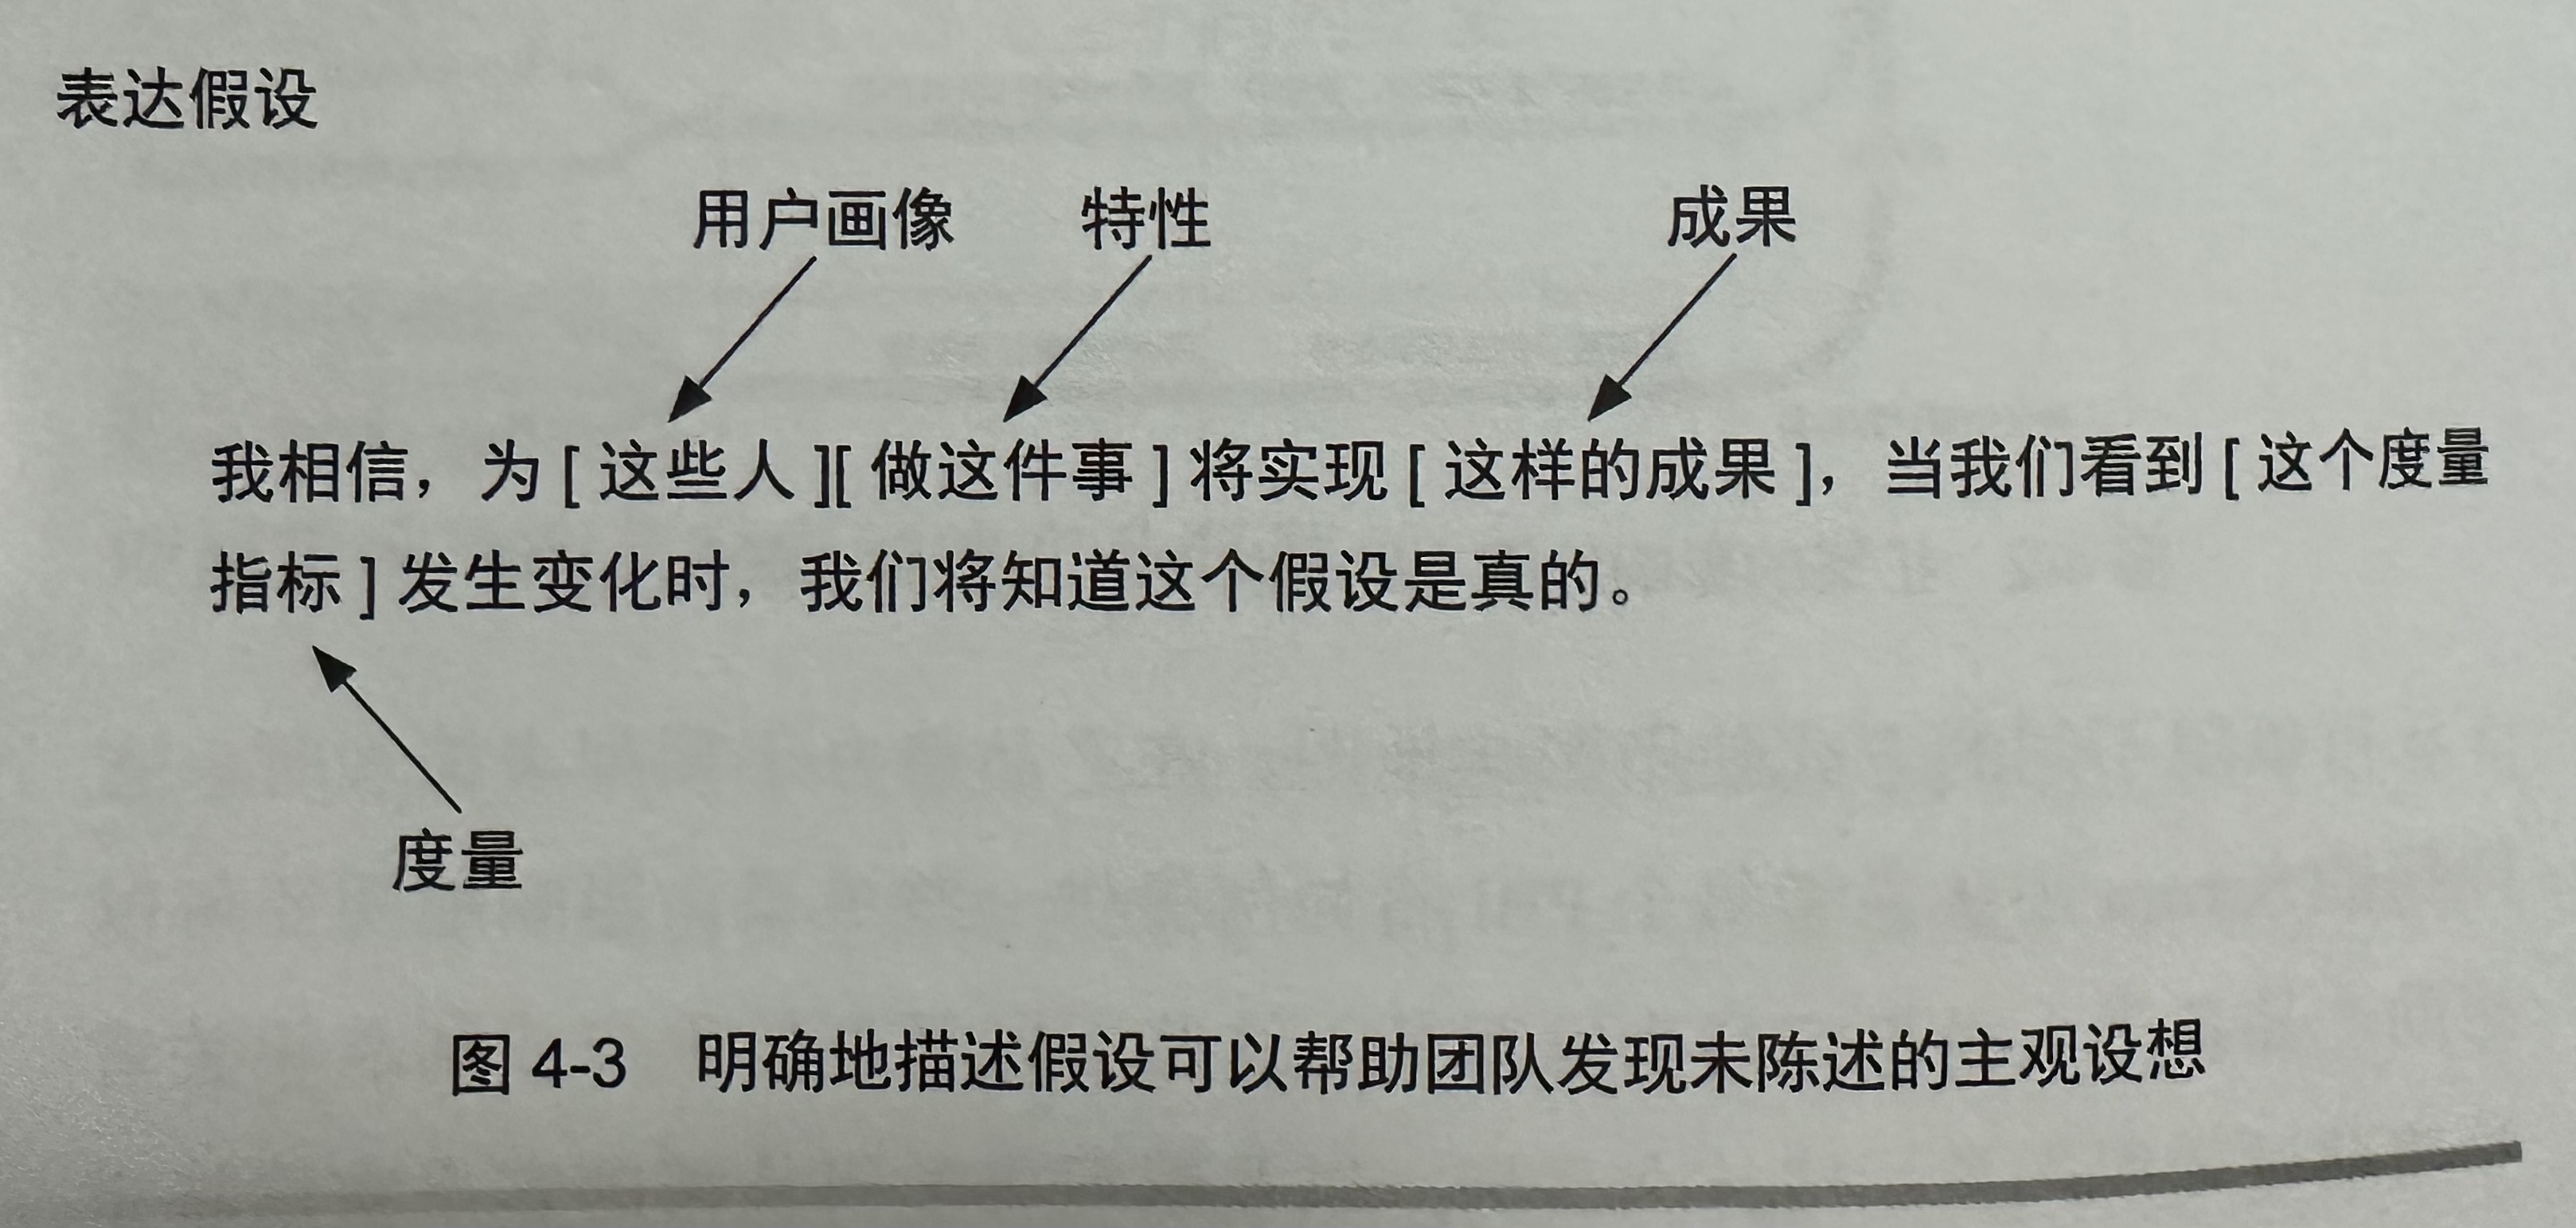 表达假设
用户画像 特性 成果
我相信，为[这些人][做这件事]将实现[这样的成果]，当我们看到[这个度量
指标]发生变化时，我们将知道这个假设是真的。
度量
图 4-3 明确地描述假设可以帮助团队发现未陈述的主观设想